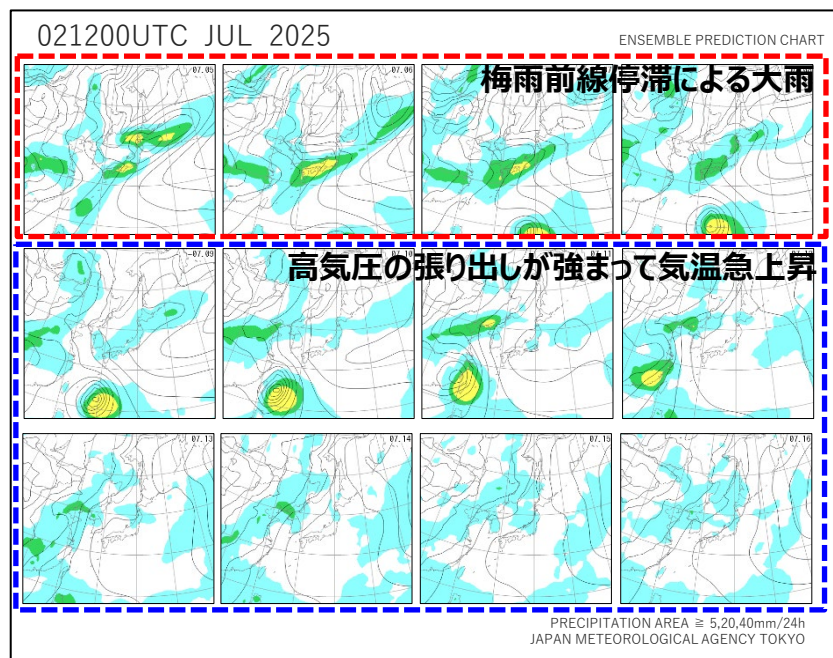 021200UTC JUL 2025
ENSEMBLE PREDICTION CHART
梅雨前線停滞による大雨
07.05
07.06
高気圧の張り出しが強まって気温急上昇
07.09
07.13
07.14
07.15
07.16
PRECIPITATION AREA ≧ 5,20,40mm/24h
JAPAN METEOROLOGICAL AGENCY TOKYO